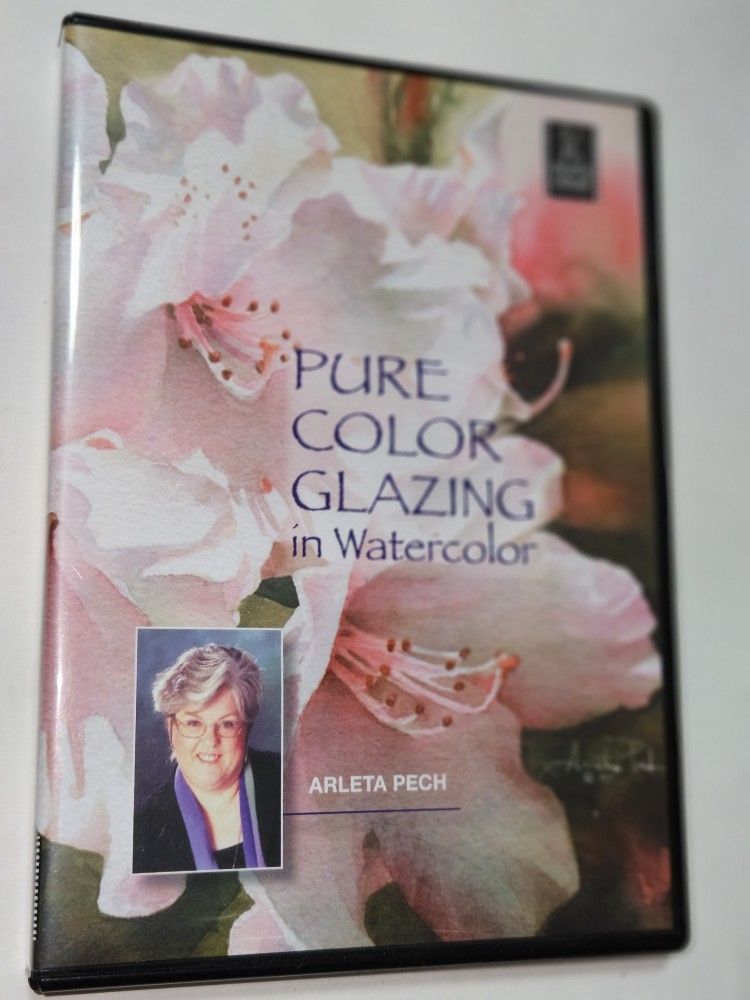 PURE
COLOR
GLAZING
in Watercolor
ARLETA PECH